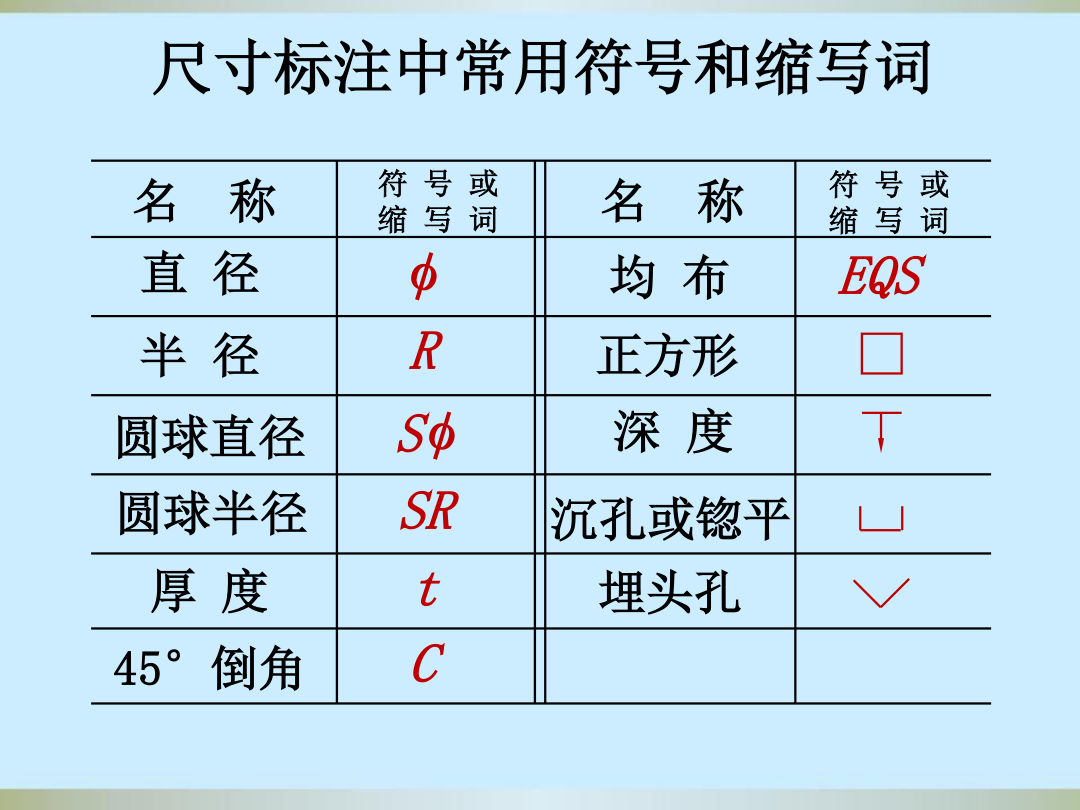 尺寸标注中常用符号和缩写词
名 称 符号或缩写词 名 称 符号或缩写词
直 径 ϕ 均 布 EQS
半 径 R 正方形 □
圆球直径 Sϕ 深 度 ↧
圆球半径 SR 沉孔或锪平 ⌴
厚 度 t 埋头孔 ⌵
45° 倒角 C